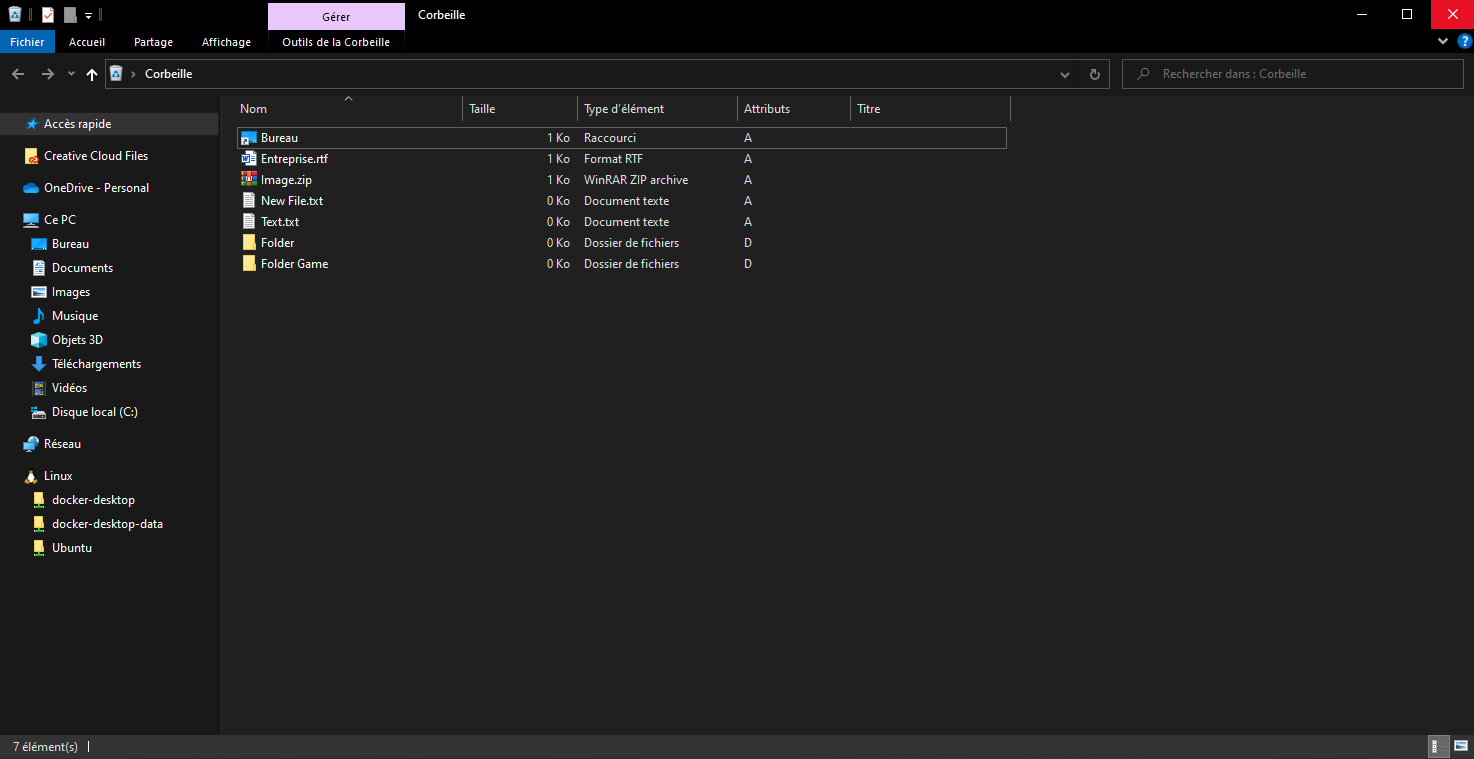 Gérer Corbeille
Fichier Accueil Partage Affichage Outils de la Corbeille ?
Corbeille Rechercher dans : Corbeille
Nom Taille Type d'élément Attributs Titre
Accès rapide
Creative Cloud Files
OneDrive - Personal
Ce PC
Bureau
Documents
Images
Musique
Objets 3D
Téléchargements
Vidéos
Disque local (C:)
Réseau
Linux
docker-desktop
docker-desktop-data
Ubuntu
Bureau 1 Ko Raccourci A
Entreprise.rtf 1 Ko Format RTF A
Image.zip 1 Ko WinRAR ZIP archive A
New File.txt 0 Ko Document texte A
Text.txt 0 Ko Document texte A
Folder 0 Ko Dossier de fichiers D
Folder Game 0 Ko Dossier de fichiers D
7 élément(s)